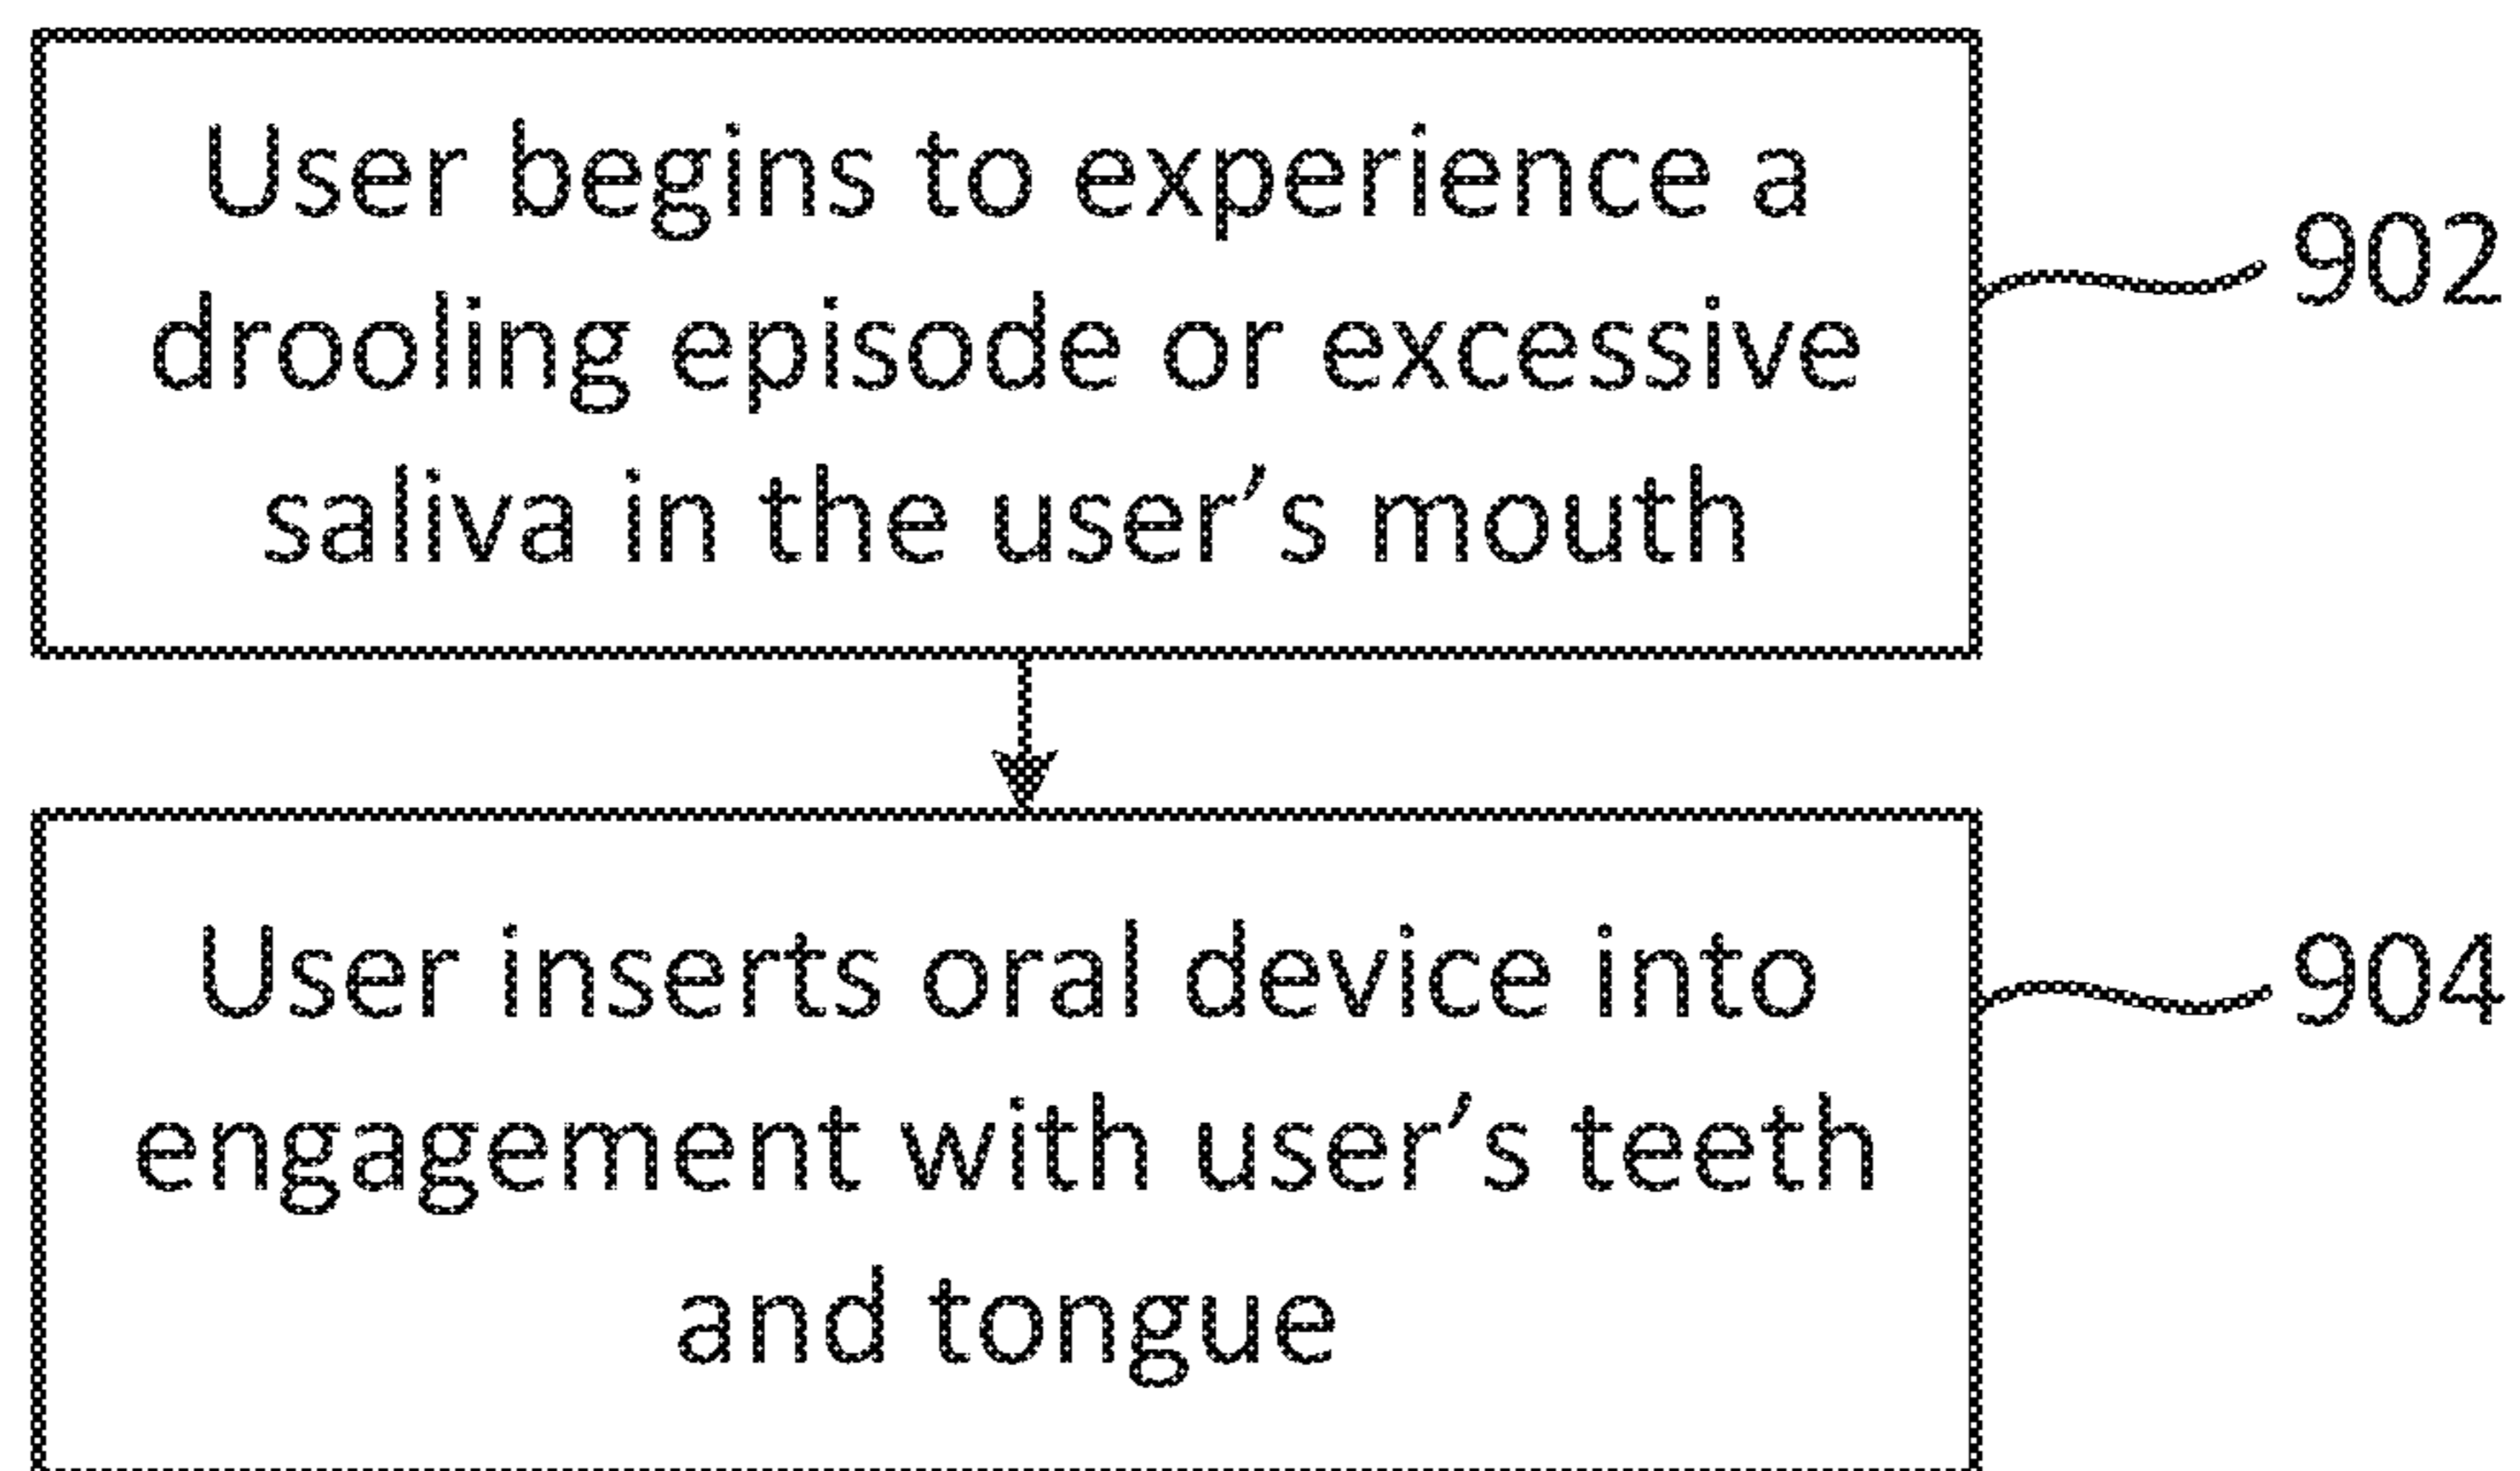 User begins to experience a
drooling episode or excessive
saliva in the user's mouth
902
User inserts oral device into
engagement with user's teeth
and tongue
904